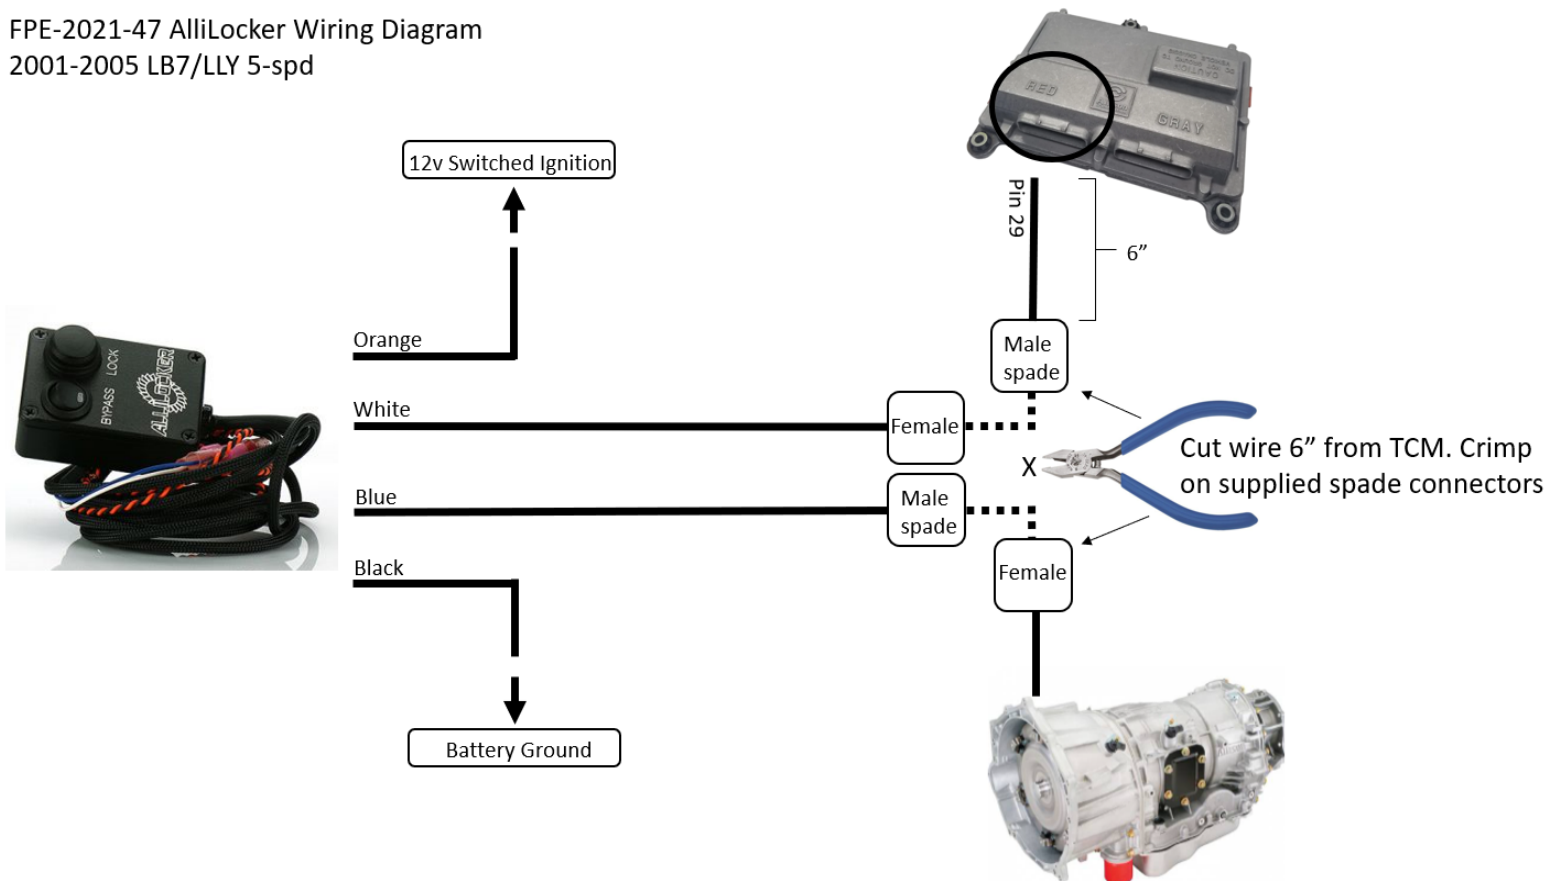 FPE-2021-47 AlliLocker Wiring Diagram
2001-2005 LB7/LLY 5-spd
CAUTION
RED
GRAY
12v Switched Ignition
Pin 29
6”
Orange
Male
spade
LOCK
BYPASS
ALLILOCKER
White
Female
Cut wire 6” from TCM. Crimp
on supplied spade connectors
X
Blue
Male
spade
Black
Female
Battery Ground